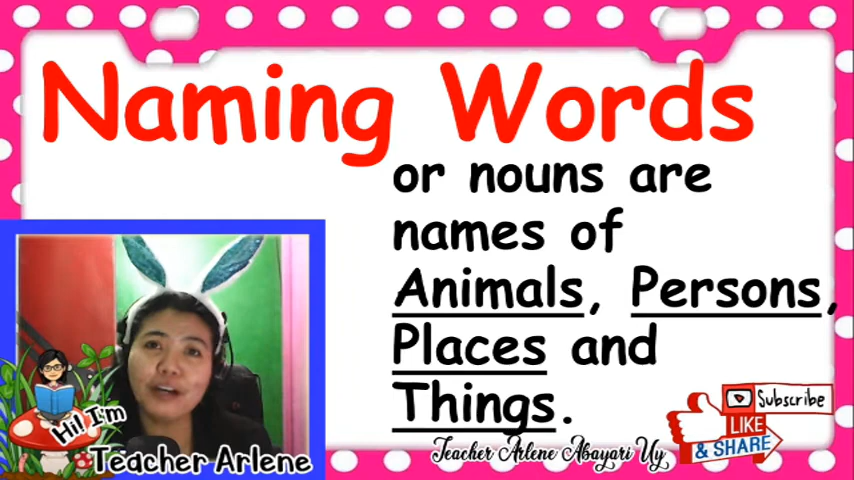 Naming Words
or nouns are
names of
Animals, Persons,
Places and
Things.
Hi! I'm
Teacher Arlene
Teacher Arlene Abayari Uy
Subscribe
LIKE
& SHARE